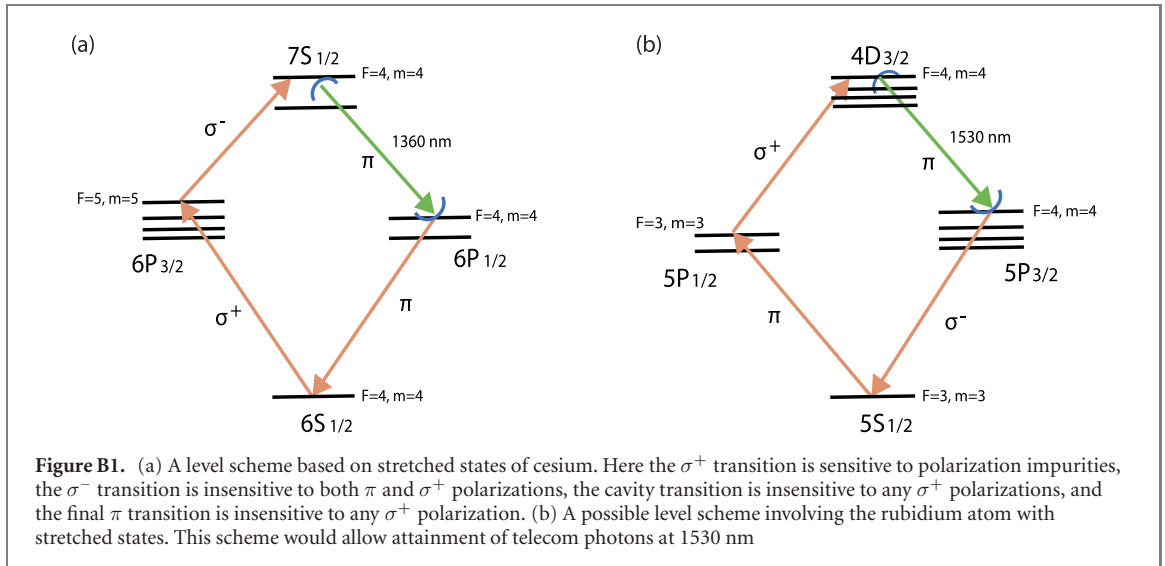 (a)
7S 1/2
F=4, m=4
σ-
1360 nm
π
F=5, m=5
6P 3/2
F=4, m=4
6P 1/2
σ+
π
F=4, m=4
6S 1/2
(b)
4D 3/2
F=4, m=4
σ+
1530 nm
π
F=3, m=3
5P 1/2
F=4, m=4
5P 3/2
π
σ-
F=3, m=3
5S 1/2
Figure B1. (a) A level scheme based on stretched states of cesium. Here the σ+ transition is sensitive to polarization impurities,
the σ− transition is insensitive to both π and σ+ polarizations, the cavity transition is insensitive to any σ+ polarizations, and
the final π transition is insensitive to any σ+ polarization. (b) A possible level scheme involving the rubidium atom with
stretched states. This scheme would allow attainment of telecom photons at 1530 nm